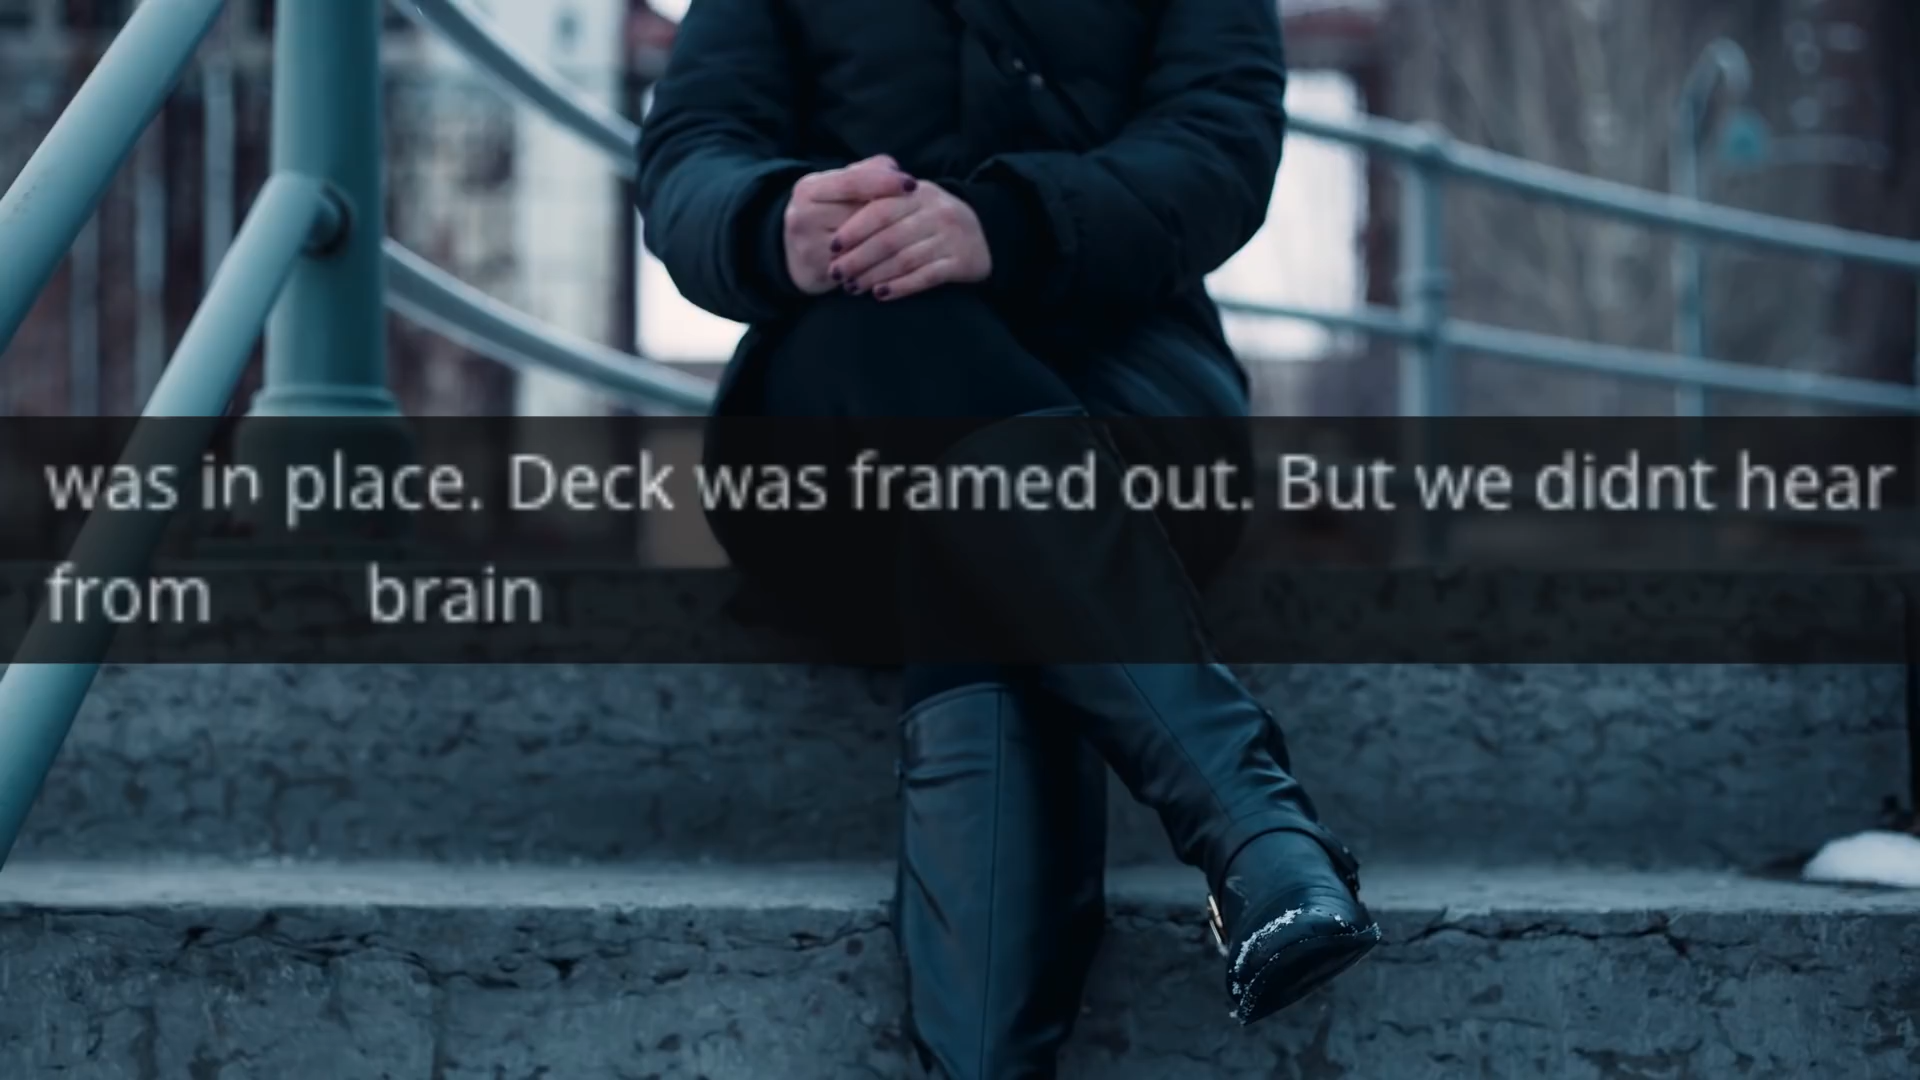 was in place. Deck was framed out. But we didnt hear
from brain